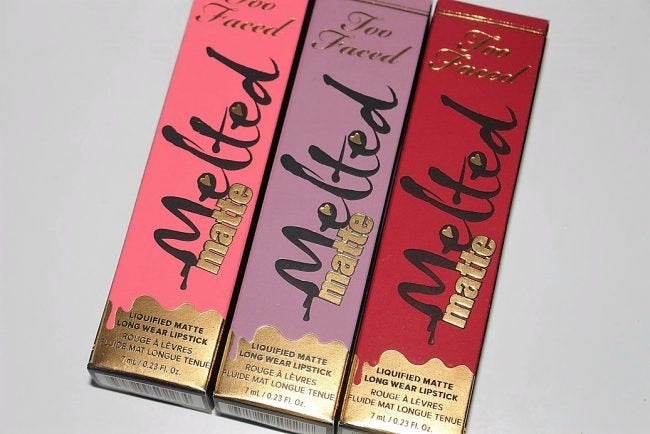 Too
Faced
Melted
matte
LIQUIFIED MATTE
LONG WEAR LIPSTICK
ROUGE À LÈVRES
FLUIDE MAT LONGUE TENUE
7 mL / 0.23 Fl. Oz.
Too
Faced
Melted
matte
LIQUIFIED MATTE
LONG WEAR LIPSTICK
ROUGE À LÈVRES
FLUIDE MAT LONGUE TENUE
7 mL / 0.23 Fl. Oz.
Too
Faced
Melted
matte
LIQUIFIED MATTE
LONG WEAR LIPSTICK
ROUGE À LÈVRES
FLUIDE MAT LONGUE TENUE
7 mL / 0.23 Fl. Oz.